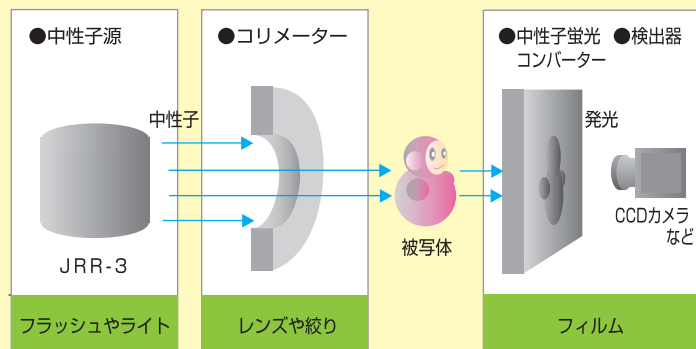 ●中性子源
中性子
JRR-3
フラッシュやライト
●コリメーター
レンズや絞り
被写体
●中性子蛍光
コンバーター
●検出器
発光
CCDカメラ
など
フィルム